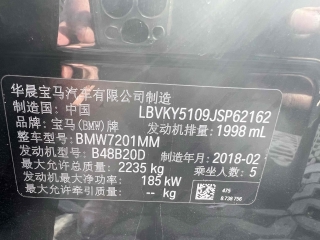 华晨宝马汽车有限公司制造
制造国：中国 LBVKY5109JSP62162
品牌：宝马(BMW)牌 发动机排量：1998 mL
整车型号：BMW7201MM
发动机型号：B48B20D 制造年月：2018-02
最大允许总质量：2235 kg 乘坐人数：5
发动机最大净功率：185 kW
最大允许牵引质量：-- kg